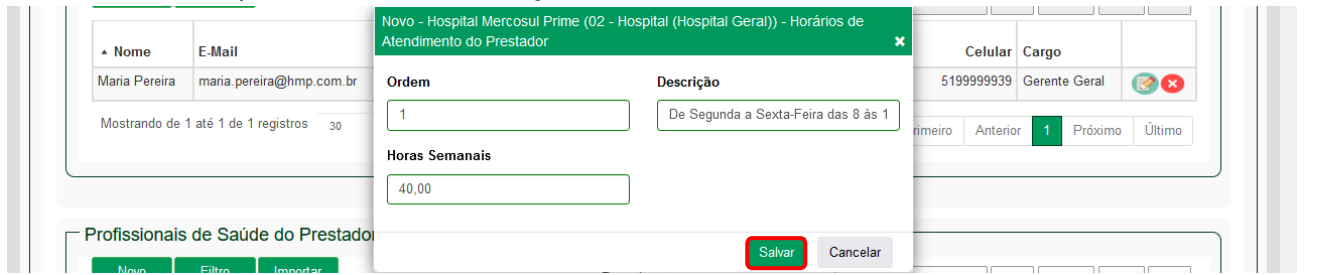 Novo - Hospital Mercosul Prime (02 - Hospital (Hospital Geral)) - Horários de
Atendimento do Prestador
Nome E-Mail Celular Cargo
Maria Pereira maria.pereira@hmp.com.br 5199999939 Gerente Geral
Ordem Descrição
1 De Segunda a Sexta-Feira das 8 às 1
Mostrando de 1 até 1 de 1 registros 30
rimeiro Anterior 1 Próximo Último
Horas Semanais
40,00
Profissionais de Saúde do Prestador
Salvar Cancelar
Novo Filtro Importar